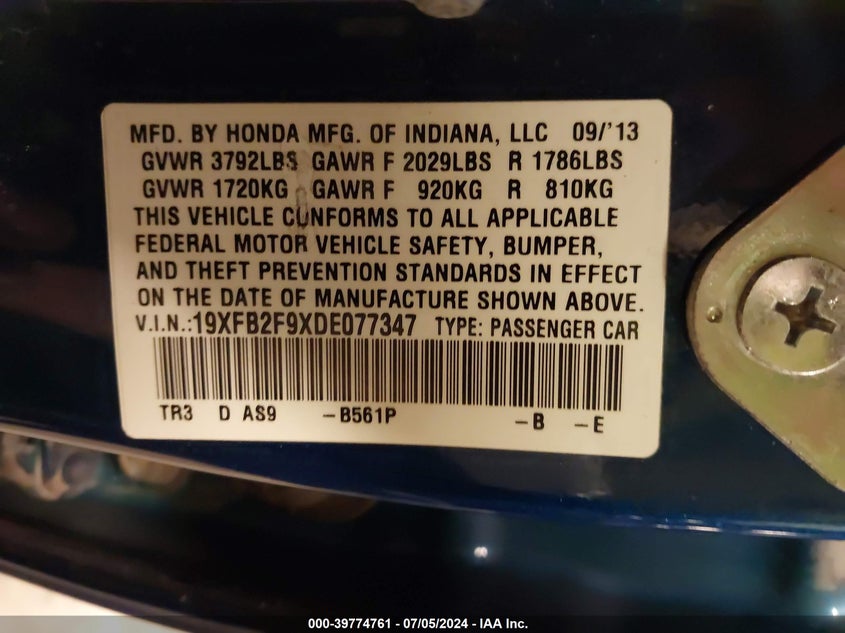 MFD. BY HONDA MFG. OF INDIANA, LLC 09/'13
GVWR 3792LBS GAWR F 2029LBS R 1786LBS
GVWR 1720KG GAWR F 920KG R 810KG
THIS VEHICLE CONFORMS TO ALL APPLICABLE
FEDERAL MOTOR VEHICLE SAFETY, BUMPER,
AND THEFT PREVENTION STANDARDS IN EFFECT
ON THE DATE OF MANUFACTURE SHOWN ABOVE.
V.I.N.:19XFB2F9XDE077347 TYPE: PASSENGER CAR
TR3 D AS9 -B561P -B -E
000-39774761 - 07/05/2024 - IAA Inc.